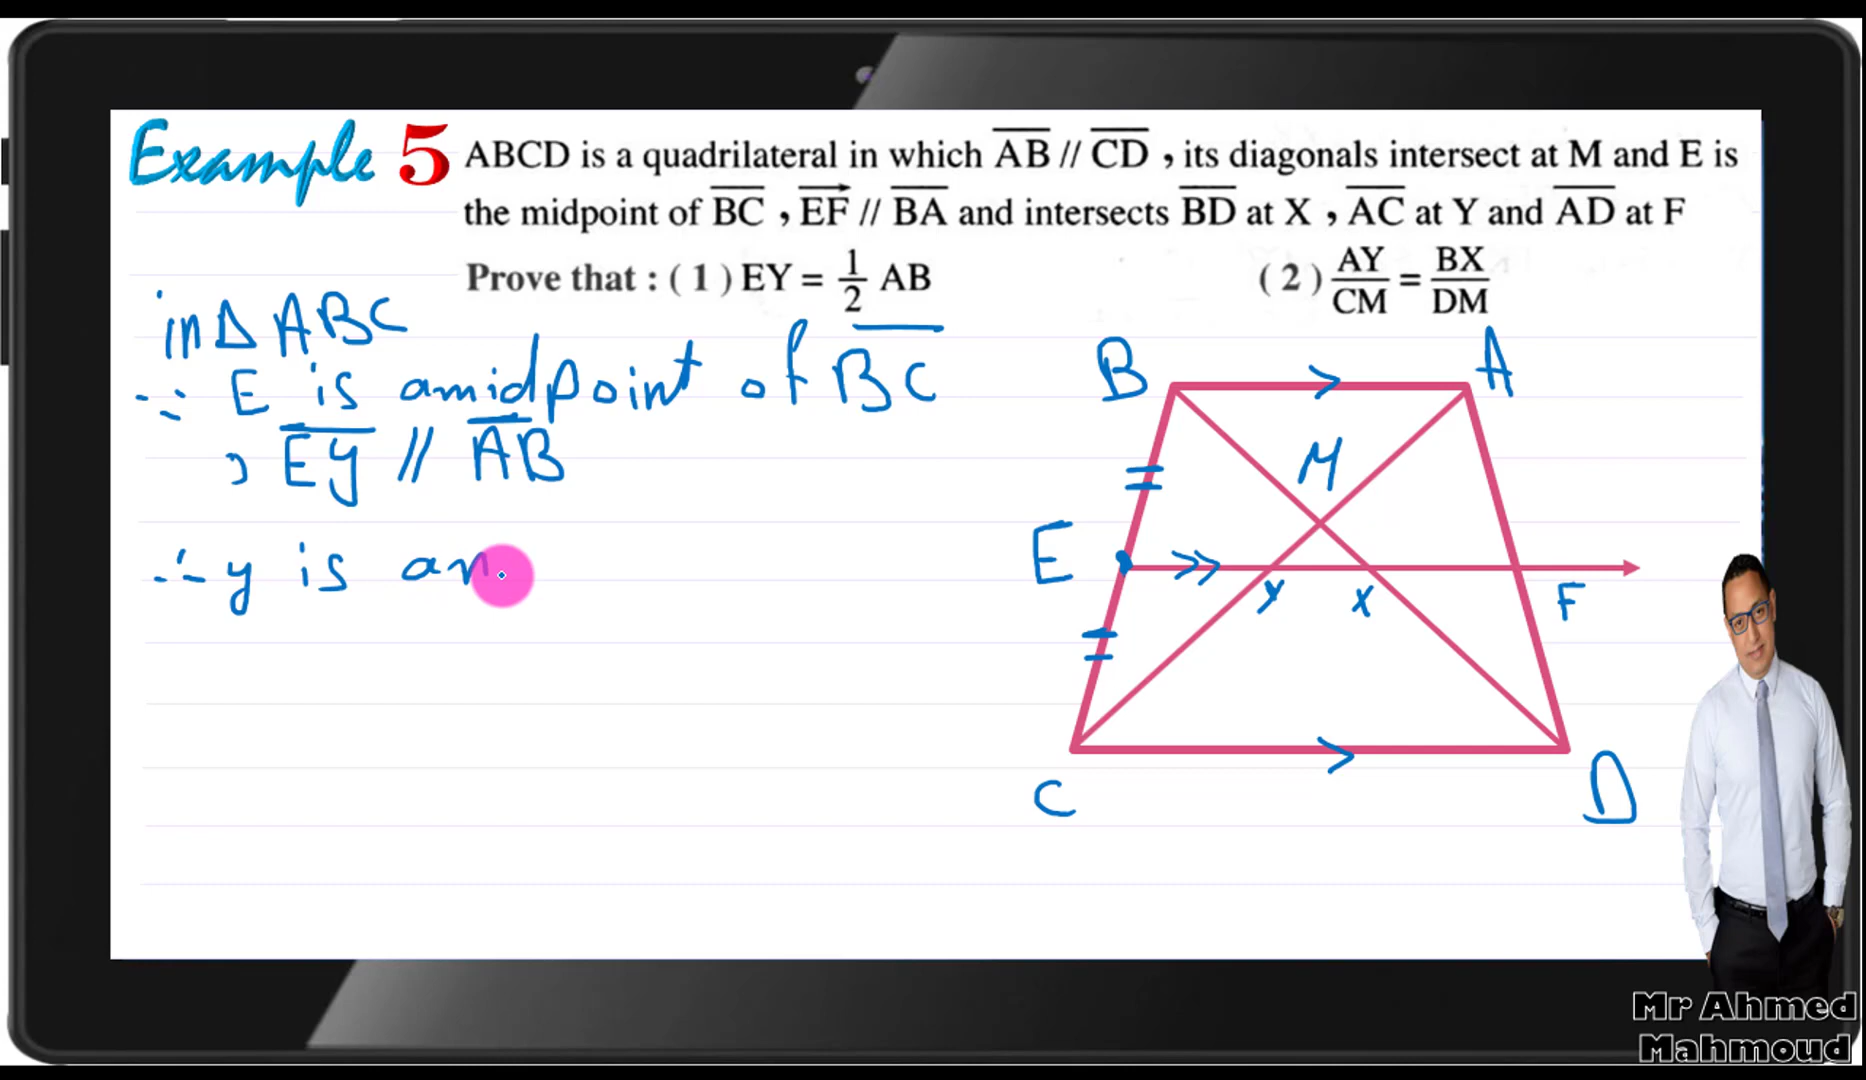 Example 5 ABCD is a quadrilateral in which AB // CD , its diagonals intersect at M and E is
the midpoint of BC , EF // BA and intersects BD at X , AC at Y and AD at F
Prove that : ( 1 ) EY = 1/2 AB ( 2 ) AY/CM = BX/DM
in Δ ABC
∵ E is a midpoint of BC
, EY // AB
∴ y is am
B
A
M
E
y
x
F
C
D
Mr Ahmed
Mahmoud